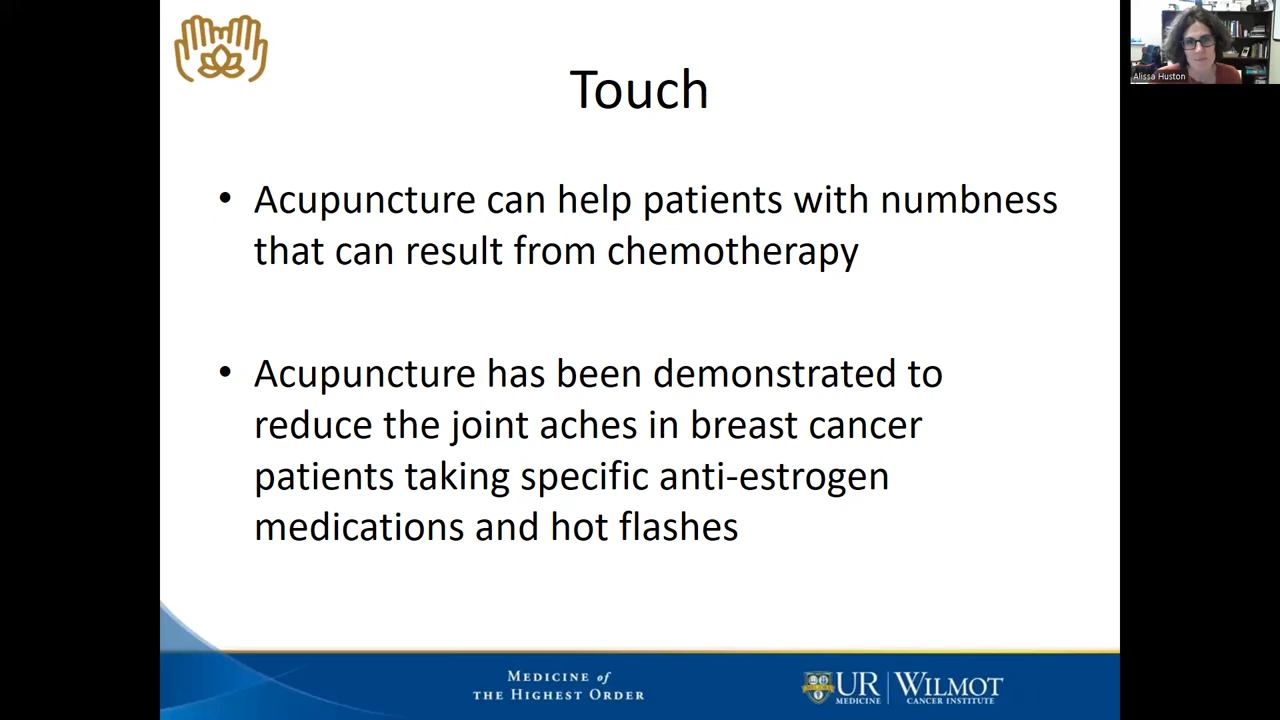 Touch
• Acupuncture can help patients with numbness
that can result from chemotherapy
• Acupuncture has been demonstrated to
reduce the joint aches in breast cancer
patients taking specific anti-estrogen
medications and hot flashes
MEDICINE of
THE HIGHEST ORDER
UR
MEDICINE
WILMOT
CANCER INSTITUTE
Alissa Huston